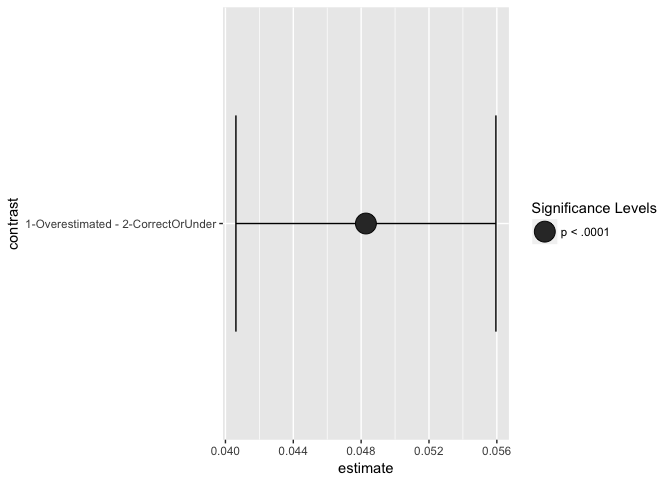 contrast
1-Overestimated - 2-CorrectOrUnder
0.040 0.044 0.048 0.052 0.056
estimate
Significance Levels
p < .0001